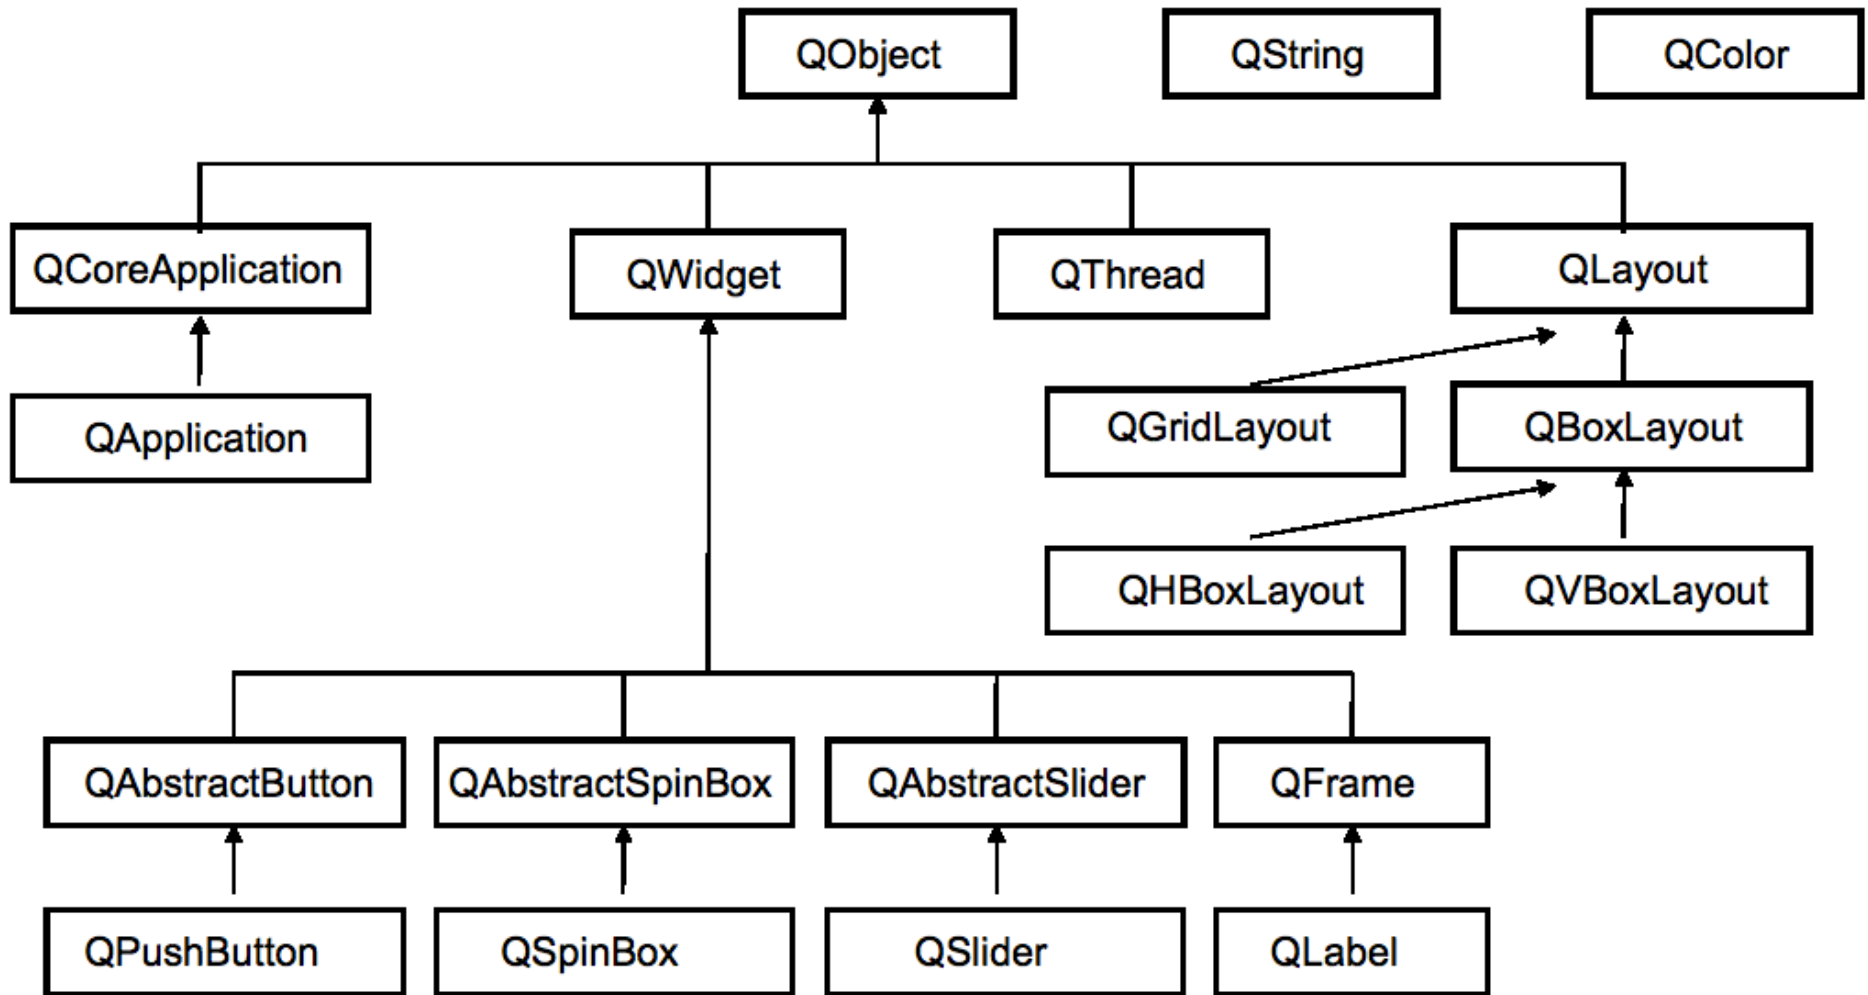 QObject
QString
QColor
QCoreApplication
QWidget
QThread
QLayout
QApplication
QGridLayout
QBoxLayout
QHBoxLayout
QVBoxLayout
QAbstractButton
QAbstractSpinBox
QAbstractSlider
QFrame
QPushButton
QSpinBox
QSlider
QLabel